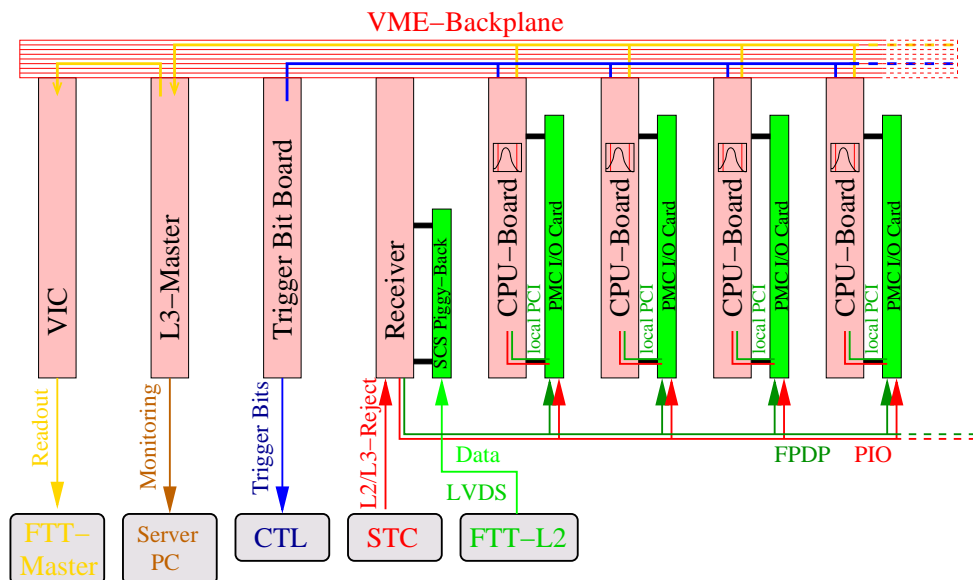 VME–Backplane
VIC
L3–Master
Trigger Bit Board
Receiver
SCS Piggy–Back
CPU–Board
local PCI
PMC I/O Card
CPU–Board
local PCI
PMC I/O Card
CPU–Board
local PCI
PMC I/O Card
CPU–Board
local PCI
PMC I/O Card
Readout
Monitoring
Trigger Bits
L2/L3–Reject
Data
LVDS
FPDP
PIO
FTT–
Master
Server
PC
CTL
STC
FTT–L2